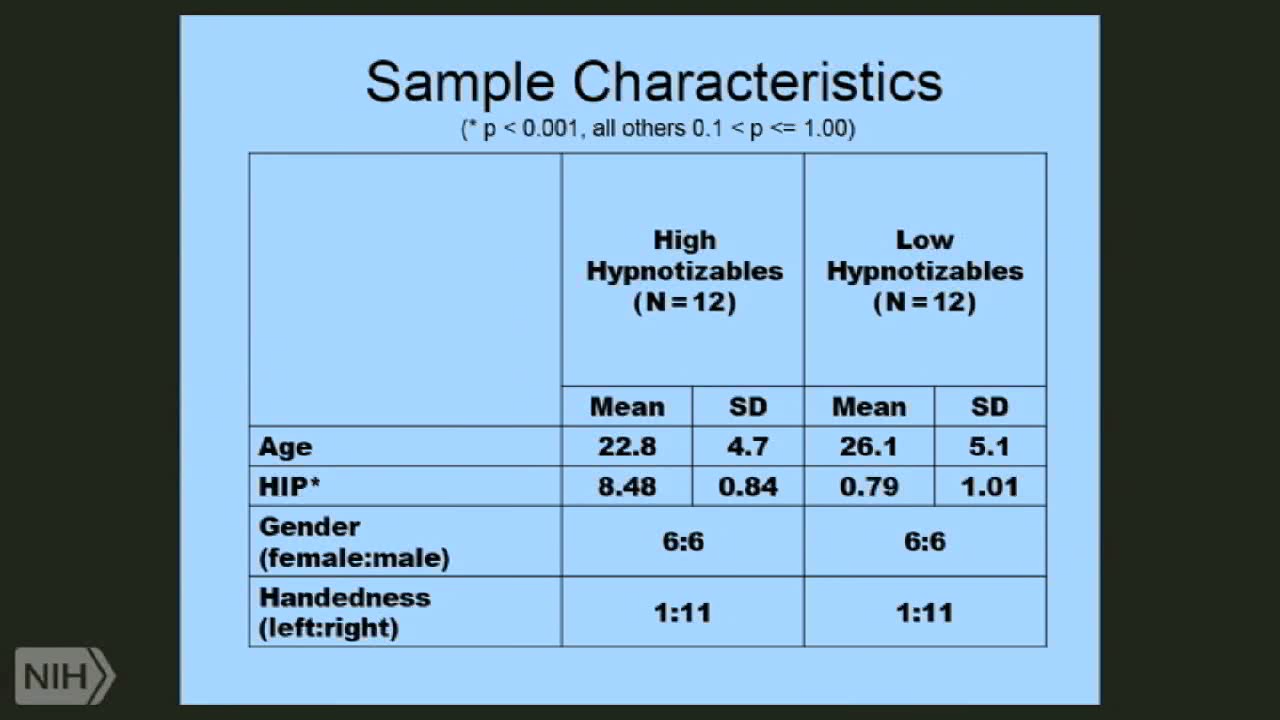 Sample Characteristics
(* p < 0.001, all others 0.1 < p <= 1.00)
High
Hypnotizables
(N=12)
Low
Hypnotizables
(N=12)
Mean SD Mean SD
Age 22.8 4.7 26.1 5.1
HIP* 8.48 0.84 0.79 1.01
Gender
(female:male) 6:6 6:6
Handedness
(left:right) 1:11 1:11
NIH